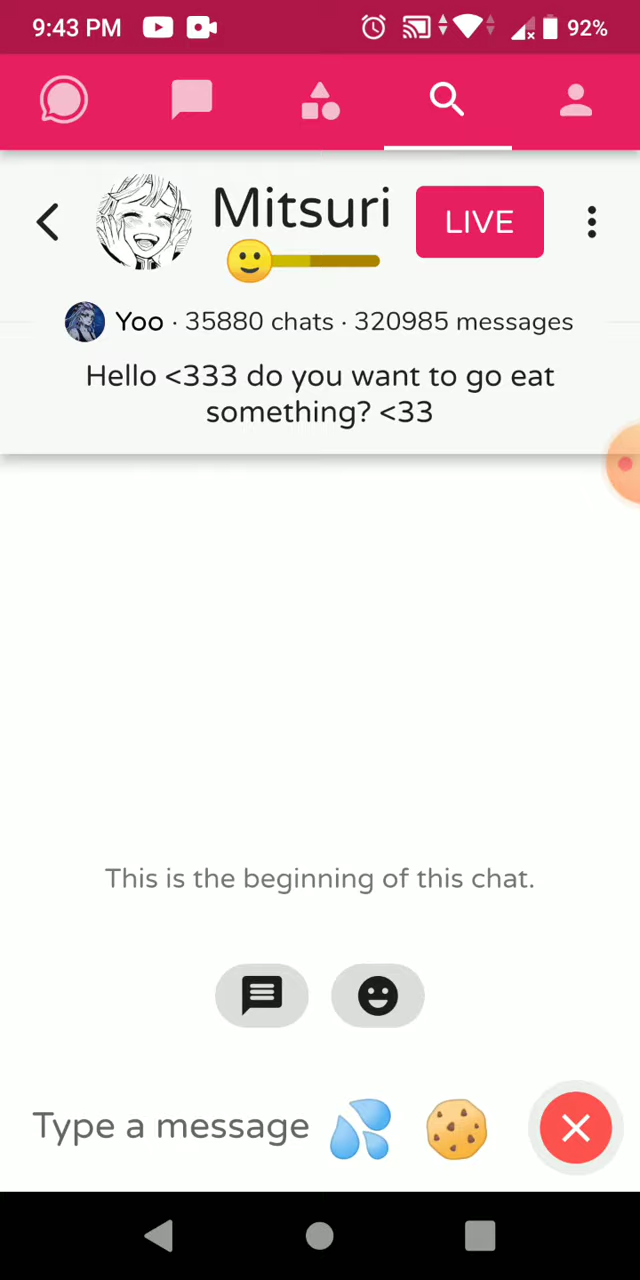 9:43 PM 92%
Mitsuri
LIVE
Yoo · 35880 chats · 320985 messages
Hello <333 do you want to go eat
something? <33
This is the beginning of this chat.
Type a message